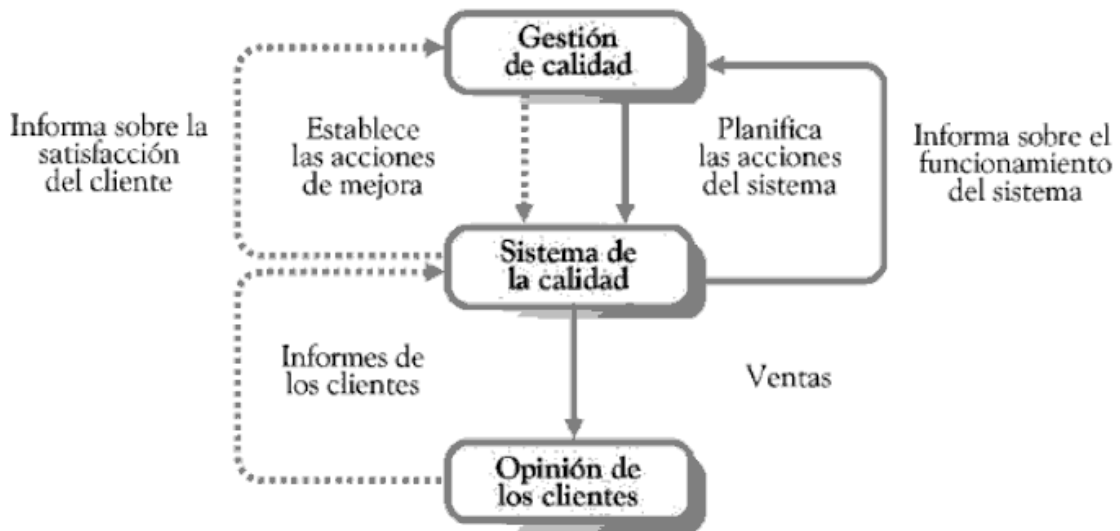 Gestión
de calidad
Informa sobre la
satisfacción
del cliente
Establece
las acciones
de mejora
Planifica
las acciones
del sistema
Informa sobre el
funcionamiento
del sistema
Sistema de
la calidad
Informes de
los clientes
Ventas
Opinión de
los clientes